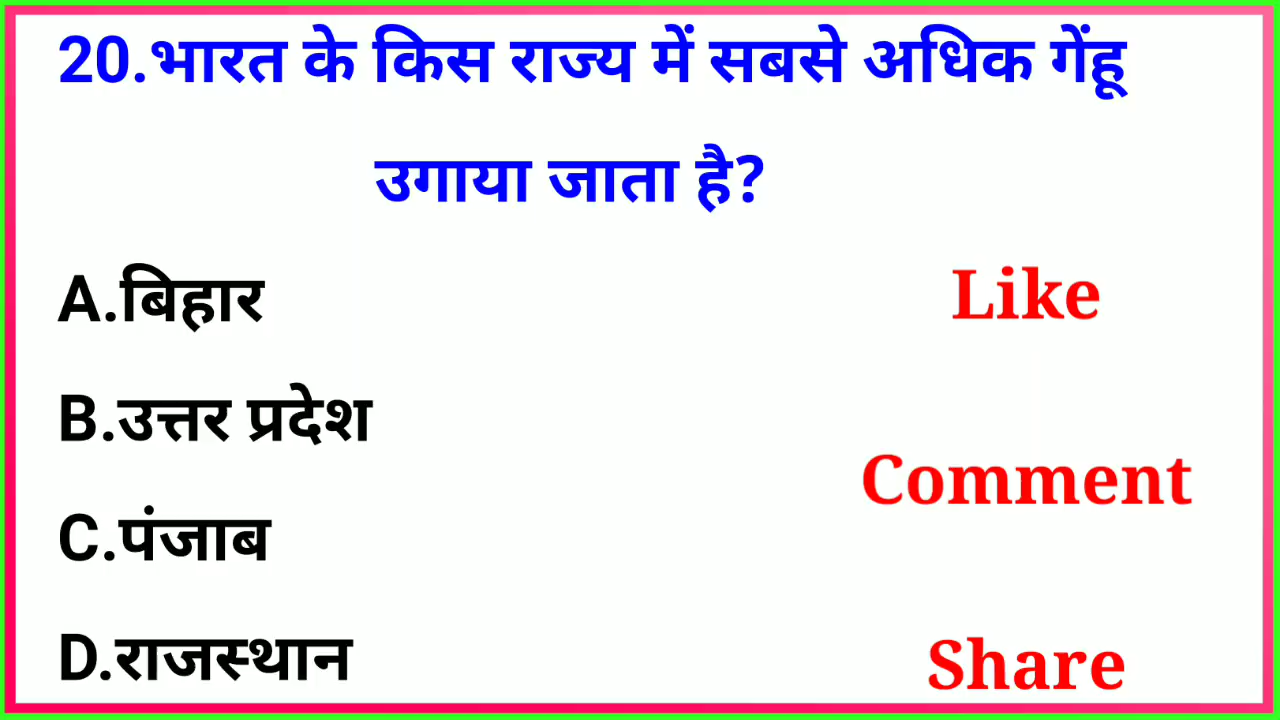 20.भारत के किस राज्य में सबसे अधिक गेंहू
उगाया जाता है?
A.बिहार
Like
B.उत्तर प्रदेश
Comment
C.पंजाब
D.राजस्थान
Share